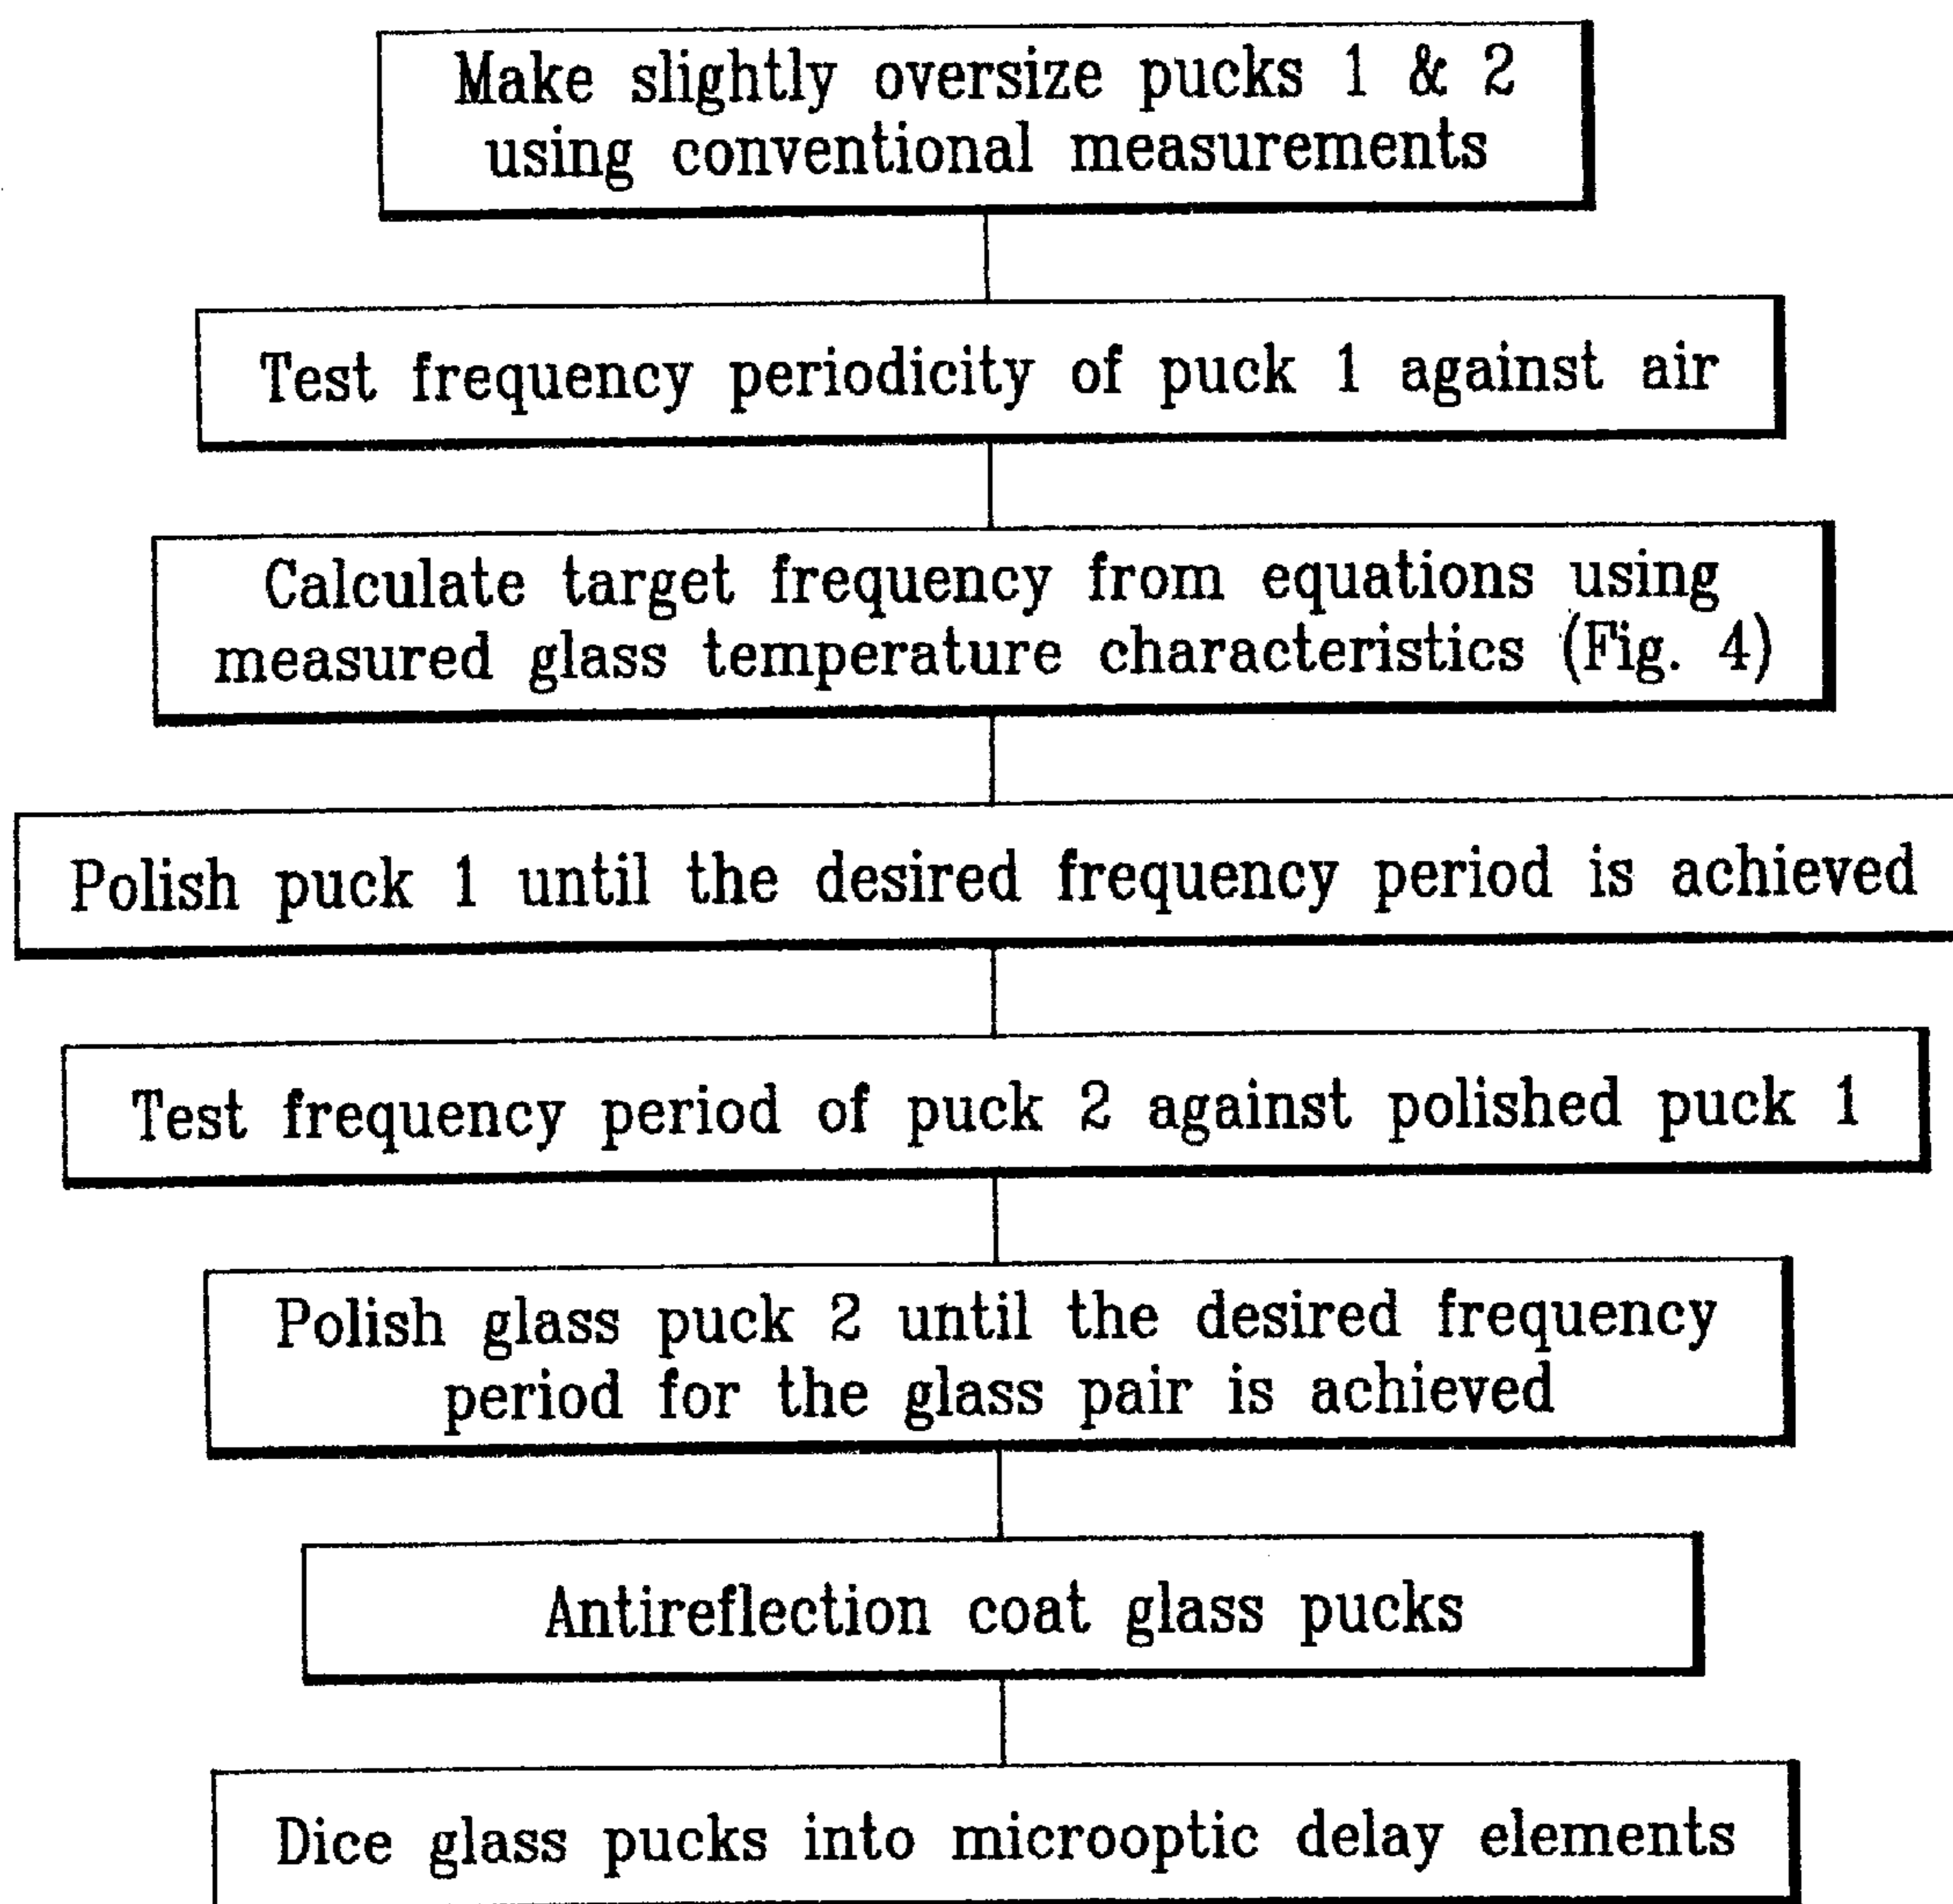 Make slightly oversize pucks 1 & 2
using conventional measurements
Test frequency periodicity of puck 1 against air
Calculate target frequency from equations using
measured glass temperature characteristics (Fig. 4)
Polish puck 1 until the desired frequency period is achieved
Test frequency period of puck 2 against polished puck 1
Polish glass puck 2 until the desired frequency
period for the glass pair is achieved
Antireflection coat glass pucks
Dice glass pucks into microoptic delay elements